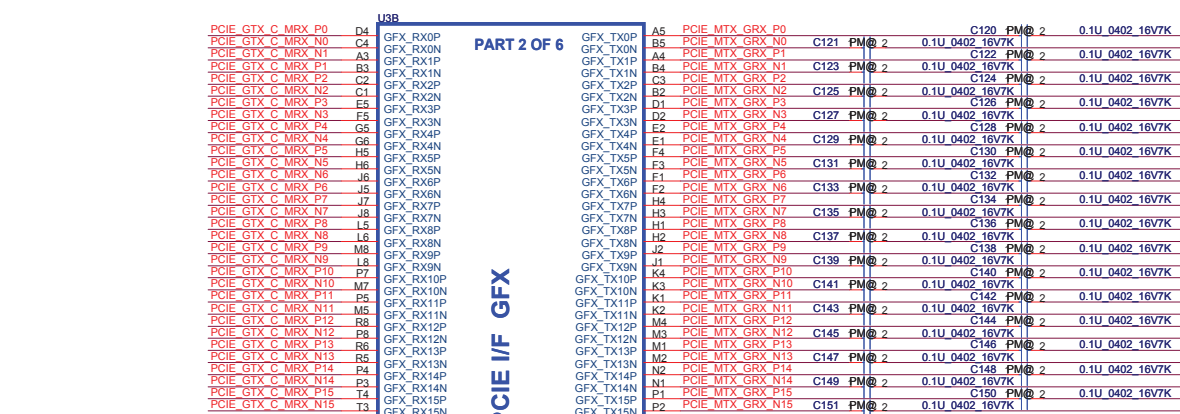 U3B
PART 2 OF 6
PCIE_GTX_C_MRX_P0 D4 GFX_RX0P GFX_TX0P A5 PCIE_MTX_GRX_P0 C120 PM@ 2 0.1U_0402_16V7K
PCIE_GTX_C_MRX_N0 C4 GFX_RX0N GFX_TX0N B5 PCIE_MTX_GRX_N0 C121 PM@ 2 0.1U_0402_16V7K
PCIE_GTX_C_MRX_N1 A3 GFX_RX1P GFX_TX1P A4 PCIE_MTX_GRX_P1 C122 PM@ 2 0.1U_0402_16V7K
PCIE_GTX_C_MRX_P1 B3 GFX_RX1N GFX_TX1N B4 PCIE_MTX_GRX_N1 C123 PM@ 2 0.1U_0402_16V7K
PCIE_GTX_C_MRX_P2 C2 GFX_RX2P GFX_TX2P C3 PCIE_MTX_GRX_P2 C124 PM@ 2 0.1U_0402_16V7K
PCIE_GTX_C_MRX_N2 C1 GFX_RX2N GFX_TX2N B2 PCIE_MTX_GRX_N2 C125 PM@ 2 0.1U_0402_16V7K
PCIE_GTX_C_MRX_P3 E5 GFX_RX3P GFX_TX3P D1 PCIE_MTX_GRX_P3 C126 PM@ 2 0.1U_0402_16V7K
PCIE_GTX_C_MRX_N3 F5 GFX_RX3N GFX_TX3N D2 PCIE_MTX_GRX_N3 C127 PM@ 2 0.1U_0402_16V7K
PCIE_GTX_C_MRX_P4 G5 GFX_RX4P GFX_TX4P E2 PCIE_MTX_GRX_P4 C128 PM@ 2 0.1U_0402_16V7K
PCIE_GTX_C_MRX_N4 G6 GFX_RX4N GFX_TX4N E1 PCIE_MTX_GRX_N4 C129 PM@ 2 0.1U_0402_16V7K
PCIE_GTX_C_MRX_P5 H5 GFX_RX5P GFX_TX5P F4 PCIE_MTX_GRX_P5 C130 PM@ 2 0.1U_0402_16V7K
PCIE_GTX_C_MRX_N5 H6 GFX_RX5N GFX_TX5N F3 PCIE_MTX_GRX_N5 C131 PM@ 2 0.1U_0402_16V7K
PCIE_GTX_C_MRX_N6 J6 GFX_RX6P GFX_TX6P F1 PCIE_MTX_GRX_P6 C132 PM@ 2 0.1U_0402_16V7K
PCIE_GTX_C_MRX_P6 J5 GFX_RX6N GFX_TX6N F2 PCIE_MTX_GRX_N6 C133 PM@ 2 0.1U_0402_16V7K
PCIE_GTX_C_MRX_P7 J7 GFX_RX7P GFX_TX7P H4 PCIE_MTX_GRX_P7 C134 PM@ 2 0.1U_0402_16V7K
PCIE_GTX_C_MRX_N7 J8 GFX_RX7N GFX_TX7N H3 PCIE_MTX_GRX_N7 C135 PM@ 2 0.1U_0402_16V7K
PCIE_GTX_C_MRX_P8 L5 GFX_RX8P GFX_TX8P H1 PCIE_MTX_GRX_P8 C136 PM@ 2 0.1U_0402_16V7K
PCIE_GTX_C_MRX_N8 L6 GFX_RX8N GFX_TX8N H2 PCIE_MTX_GRX_N8 C137 PM@ 2 0.1U_0402_16V7K
PCIE_GTX_C_MRX_P9 M8 GFX_RX9P GFX_TX9P J2 PCIE_MTX_GRX_P9 C138 PM@ 2 0.1U_0402_16V7K
PCIE_GTX_C_MRX_N9 L8 GFX_RX9N GFX_TX9N J1 PCIE_MTX_GRX_N9 C139 PM@ 2 0.1U_0402_16V7K
PCIE_GTX_C_MRX_P10 P7 GFX_RX10P GFX_TX10P K4 PCIE_MTX_GRX_P10 C140 PM@ 2 0.1U_0402_16V7K
PCIE_GTX_C_MRX_N10 M7 GFX_RX10N GFX_TX10N K3 PCIE_MTX_GRX_N10 C141 PM@ 2 0.1U_0402_16V7K
PCIE_GTX_C_MRX_P11 P5 GFX_RX11P GFX_TX11P K1 PCIE_MTX_GRX_P11 C142 PM@ 2 0.1U_0402_16V7K
PCIE_GTX_C_MRX_N11 M5 GFX_RX11N GFX_TX11N K2 PCIE_MTX_GRX_N11 C143 PM@ 2 0.1U_0402_16V7K
PCIE_GTX_C_MRX_P12 R8 GFX_RX12P GFX_TX12P M4 PCIE_MTX_GRX_P12 C144 PM@ 2 0.1U_0402_16V7K
PCIE_GTX_C_MRX_N12 P8 GFX_RX12N GFX_TX12N M3 PCIE_MTX_GRX_N12 C145 PM@ 2 0.1U_0402_16V7K
PCIE_GTX_C_MRX_P13 R6 GFX_RX13P GFX_TX13P M1 PCIE_MTX_GRX_P13 C146 PM@ 2 0.1U_0402_16V7K
PCIE_GTX_C_MRX_N13 R5 GFX_RX13N GFX_TX13N M2 PCIE_MTX_GRX_N13 C147 PM@ 2 0.1U_0402_16V7K
PCIE_GTX_C_MRX_P14 P4 GFX_RX14P GFX_TX14P N2 PCIE_MTX_GRX_P14 C148 PM@ 2 0.1U_0402_16V7K
PCIE_GTX_C_MRX_N14 P3 GFX_RX14N GFX_TX14N N1 PCIE_MTX_GRX_N14 C149 PM@ 2 0.1U_0402_16V7K
PCIE_GTX_C_MRX_P15 T4 GFX_RX15P GFX_TX15P P1 PCIE_MTX_GRX_P15 C150 PM@ 2 0.1U_0402_16V7K
PCIE_GTX_C_MRX_N15 T3 GFX_RX15N GFX_TX15N P2 PCIE_MTX_GRX_N15 C151 PM@ 2 0.1U_0402_16V7K
PCIE I/F GFX